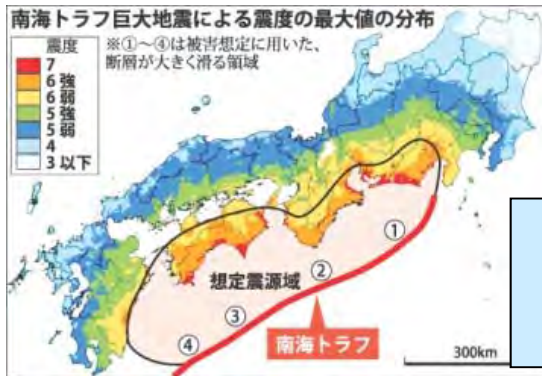 南海トラフ巨大地震による震度の最大値の分布
震度
7
6強
6弱
5強
5弱
4
3以下
※①～④は被害想定に用いた、
断層が大きく滑る領域
①
②
想定震源域
③
④
南海トラフ
300km